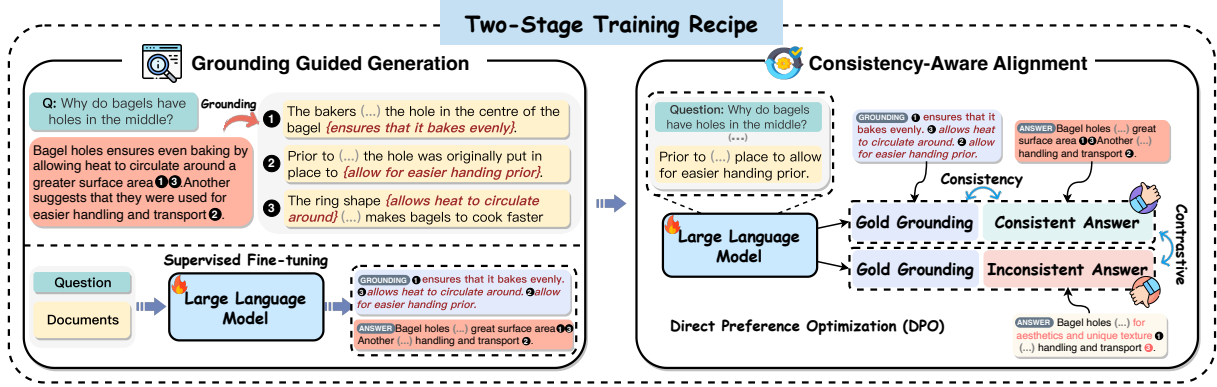 Two-Stage Training Recipe
Grounding Guided Generation
Q: Why do bagels have
holes in the middle?
Grounding
Bagel holes ensures even baking by
allowing heat to circulate around a
greater surface area❶❸.Another
suggests that they were used for
easier handling and transport ❷.
❶ The bakers (...) the hole in the centre of the
bagel {ensures that it bakes evenly}.
❷ Prior to (...) the hole was originally put in
place to {allow for easier handing prior}.
❸ The ring shape {allows heat to circulate
around} (...) makes bagels to cook faster
Supervised Fine-tuning
Question
Documents
Large Language
Model
GROUNDING ❶ ensures that it bakes evenly.
❸allows heat to circulate around. ❷allow
for easier handing prior.
ANSWER Bagel holes (...) great surface area❶❸
Another (...) handling and transport ❷.
Consistency-Aware Alignment
Question: Why do bagels
have holes in the middle?
(...)
Prior to (...) place to allow
for easier handing prior.
Large Language
Model
GROUNDING ❶ ensures that it
bakes evenly. ❸ allows heat
to circulate around. ❷ allow
for easier handing prior.
ANSWER Bagel holes (...) great
surface area ❶❸Another (...)
handling and transport ❷.
Consistency
Gold Grounding
Consistent Answer
Gold Grounding
Inconsistent Answer
Contrastive
Direct Preference Optimization (DPO)
ANSWER Bagel holes (...) for
aesthetics and unique texture ❶
(...) handling and transport ❸.